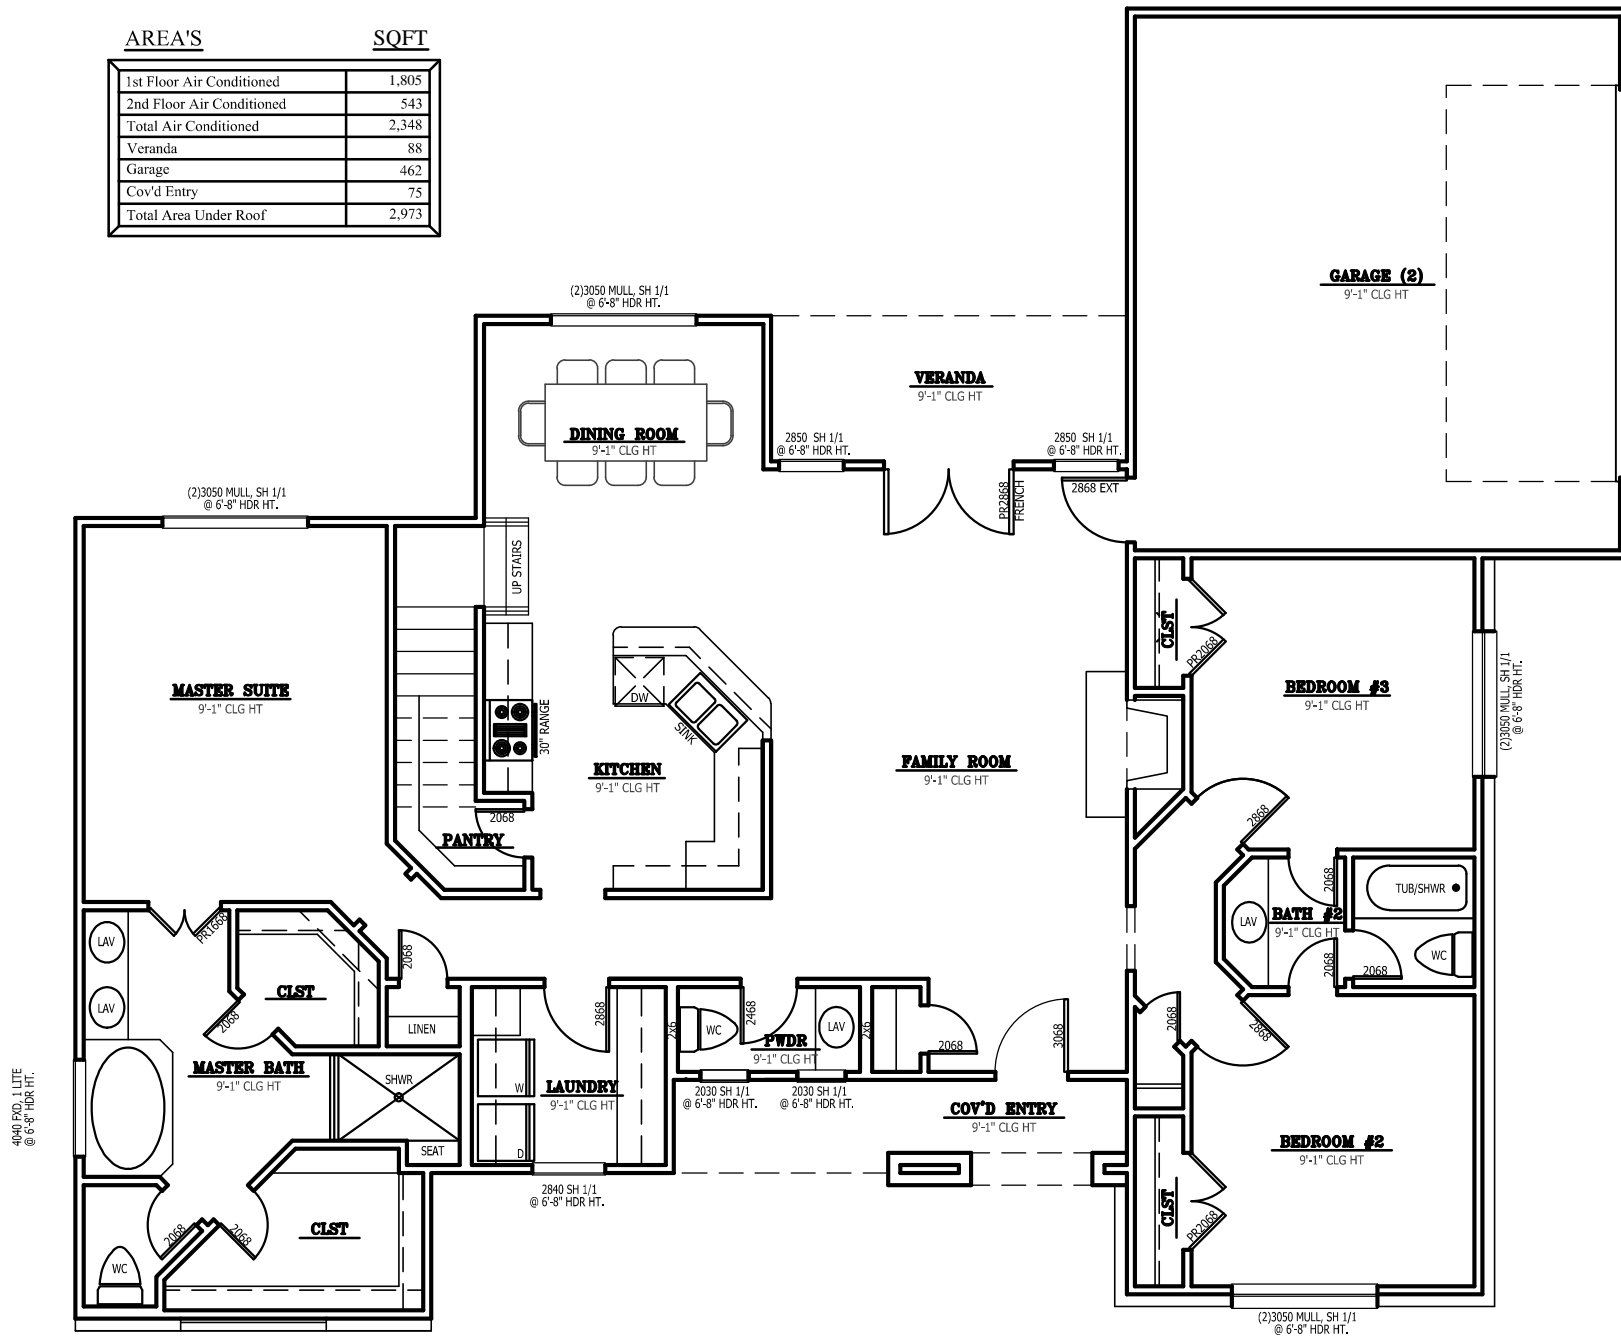 AREA'S SQFT
1st Floor Air Conditioned 1,805
2nd Floor Air Conditioned 543
Total Air Conditioned 2,348
Veranda 88
Garage 462
Cov'd Entry 75
Total Area Under Roof 2,973
GARAGE (2)
9'-1" CLG HT
(2)3050 MULL, SH 1/1
@ 6'-8" HDR HT.
VERANDA
9'-1" CLG HT
DINING ROOM
9'-1" CLG HT
2850 SH 1/1
@ 6'-8" HDR HT.
2850 SH 1/1
@ 6'-8" HDR HT.
PR2868
FRENCH
2868 EXT
(2)3050 MULL, SH 1/1
@ 6'-8" HDR HT.
UP STAIRS
CLST
PR2068
MASTER SUITE
9'-1" CLG HT
DW
SINK
30" RANGE
BEDROOM #3
9'-1" CLG HT
(2)3050 MULL, SH 1/1
@ 6'-8" HDR HT.
KITCHEN
9'-1" CLG HT
FAMILY ROOM
9'-1" CLG HT
2068
PANTRY
2868
2068
TUB/SHWR
LAV
BATH #2
9'-1" CLG HT
WC
2068
2068
PR1668
LAV
LAV
2068
CLST
2068
LINEN
2868
2x6
WC
2468
LAV
2x6
PWDR
9'-1" CLG HT
2068
3068
2068
2868
MASTER BATH
9'-1" CLG HT
SHWR
SEAT
W
D
LAUNDRY
9'-1" CLG HT
2030 SH 1/1
@ 6'-8" HDR HT.
2030 SH 1/1
@ 6'-8" HDR HT.
COV'D ENTRY
9'-1" CLG HT
4040 FXD, 1 LITE
@ 6'-8" HDR HT.
BEDROOM #2
9'-1" CLG HT
2840 SH 1/1
@ 6'-8" HDR HT.
CLST
PR2068
2068
2068
CLST
WC
(2)3050 MULL, SH 1/1
@ 6'-8" HDR HT.